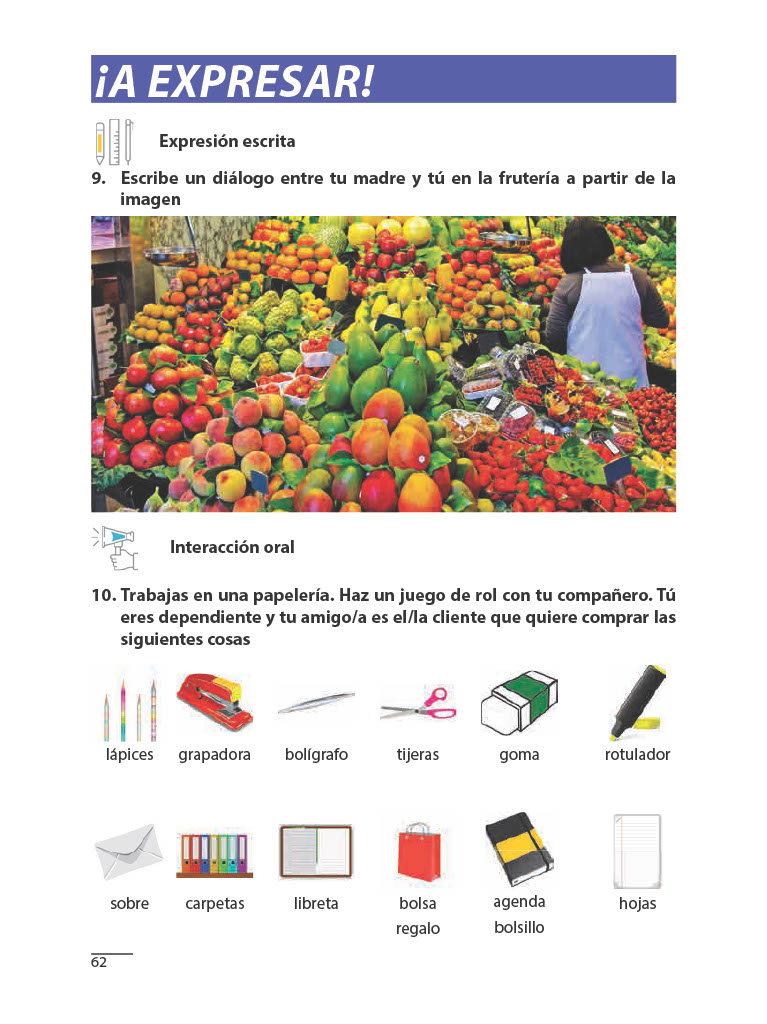 ¡A EXPRESAR!
Expresión escrita
9. Escribe un diálogo entre tu madre y tú en la frutería a partir de la
imagen
Interacción oral
10. Trabajas en una papelería. Haz un juego de rol con tu compañero. Tú
eres dependiente y tu amigo/a es el/la cliente que quiere comprar las
siguientes cosas
lápices grapadora bolígrafo tijeras goma rotulador
sobre carpetas libreta bolsa agenda hojas
regalo bolsillo
62